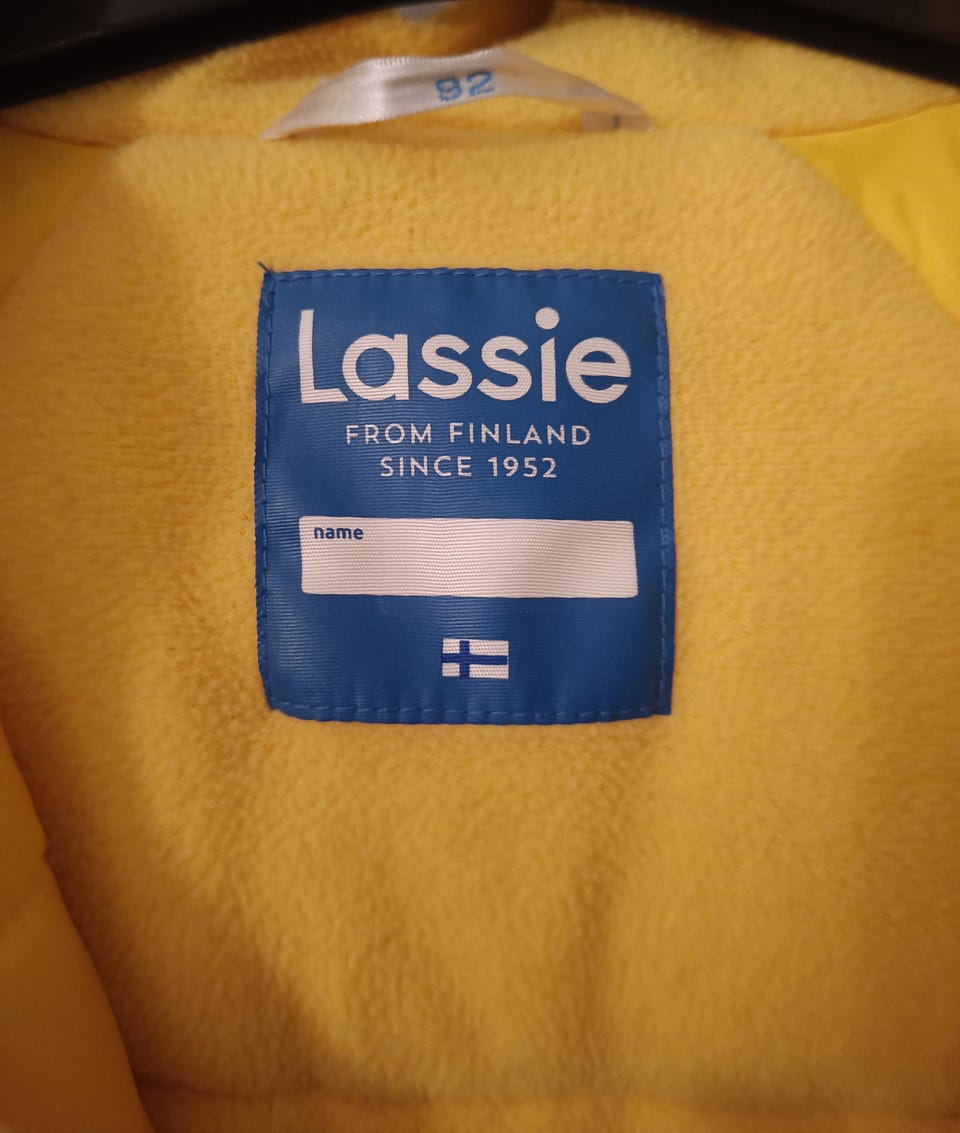 92
Lassie
FROM FINLAND
SINCE 1952
name